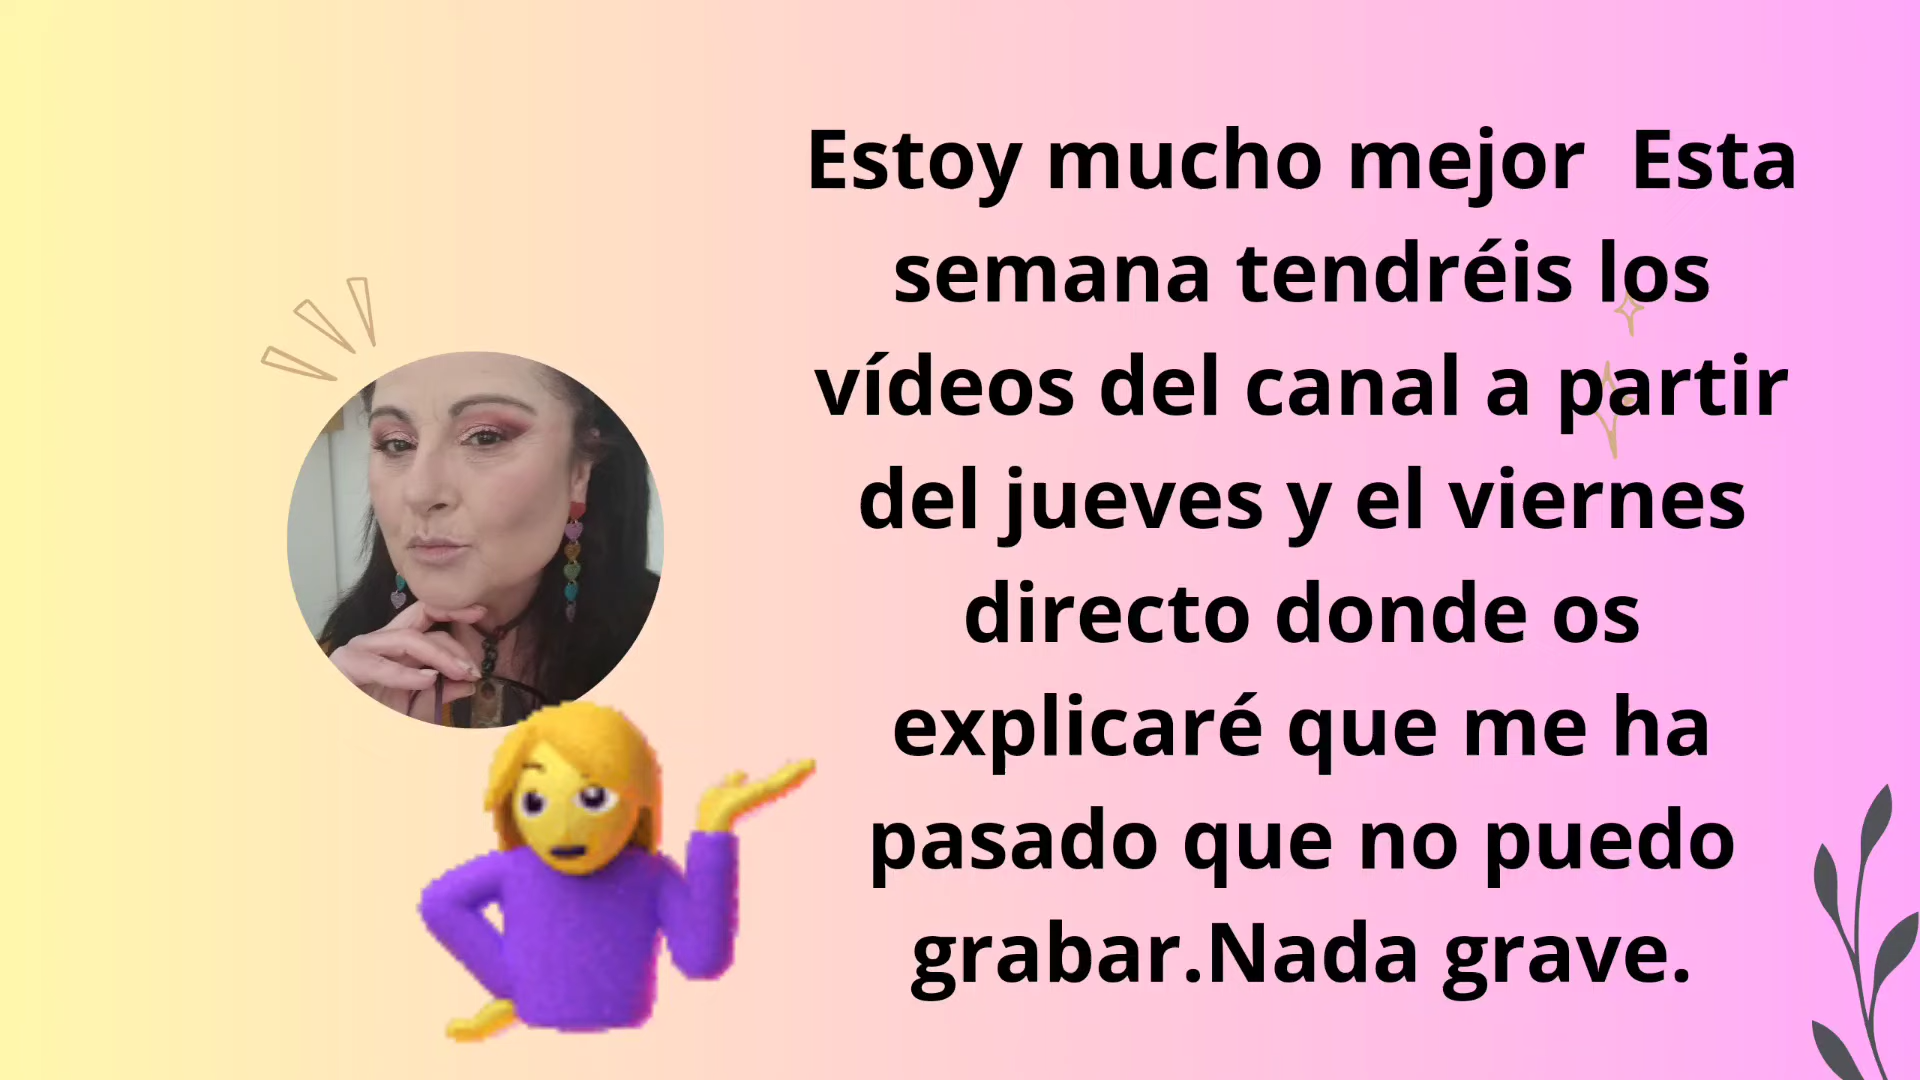 Estoy mucho mejor  Esta
semana tendréis los
vídeos del canal a partir
del jueves y el viernes
directo donde os
explicaré que me ha
pasado que no puedo
grabar.Nada grave.